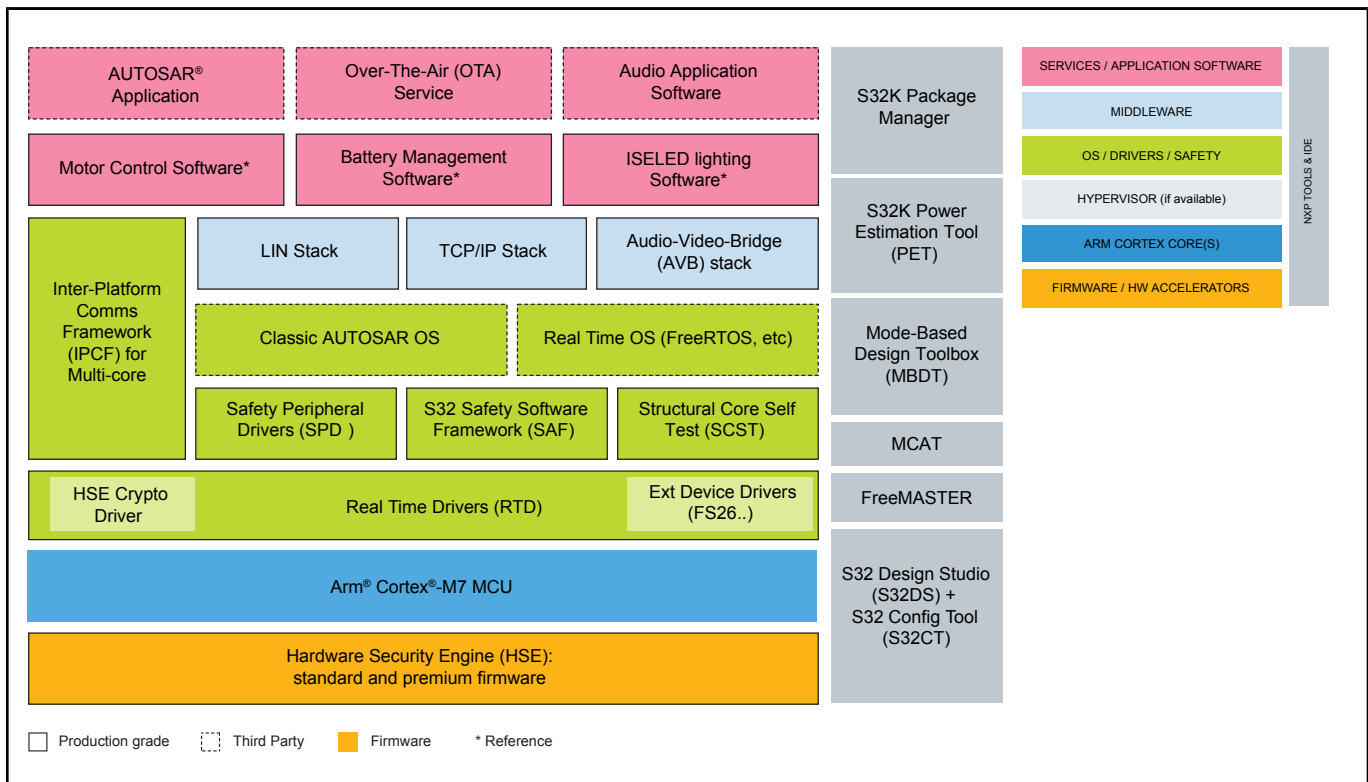 AUTOSAR®
Application
Over-The-Air (OTA)
Service
Audio Application
Software
Motor Control Software*
Battery Management
Software*
ISELED lighting
Software*
Inter-Platform
Comms
Framework
(IPCF) for
Multi-core
LIN Stack
TCP/IP Stack
Audio-Video-Bridge
(AVB) stack
Classic AUTOSAR OS
Real Time OS (FreeRTOS, etc)
Safety Peripheral
Drivers (SPD )
S32 Safety Software
Framework (SAF)
Structural Core Self
Test (SCST)
HSE Crypto
Driver
Real Time Drivers (RTD)
Ext Device Drivers
(FS26..)
Arm® Cortex®-M7 MCU
Hardware Security Engine (HSE):
standard and premium firmware
S32K Package
Manager
S32K Power
Estimation Tool
(PET)
Mode-Based
Design Toolbox
(MBDT)
MCAT
FreeMASTER
S32 Design Studio
(S32DS) +
S32 Config Tool
(S32CT)
SERVICES / APPLICATION SOFTWARE
MIDDLEWARE
OS / DRIVERS / SAFETY
HYPERVISOR (if available)
ARM CORTEX CORE(S)
FIRMWARE / HW ACCELERATORS
NXP TOOLS & IDE
Production grade
Third Party
Firmware
* Reference